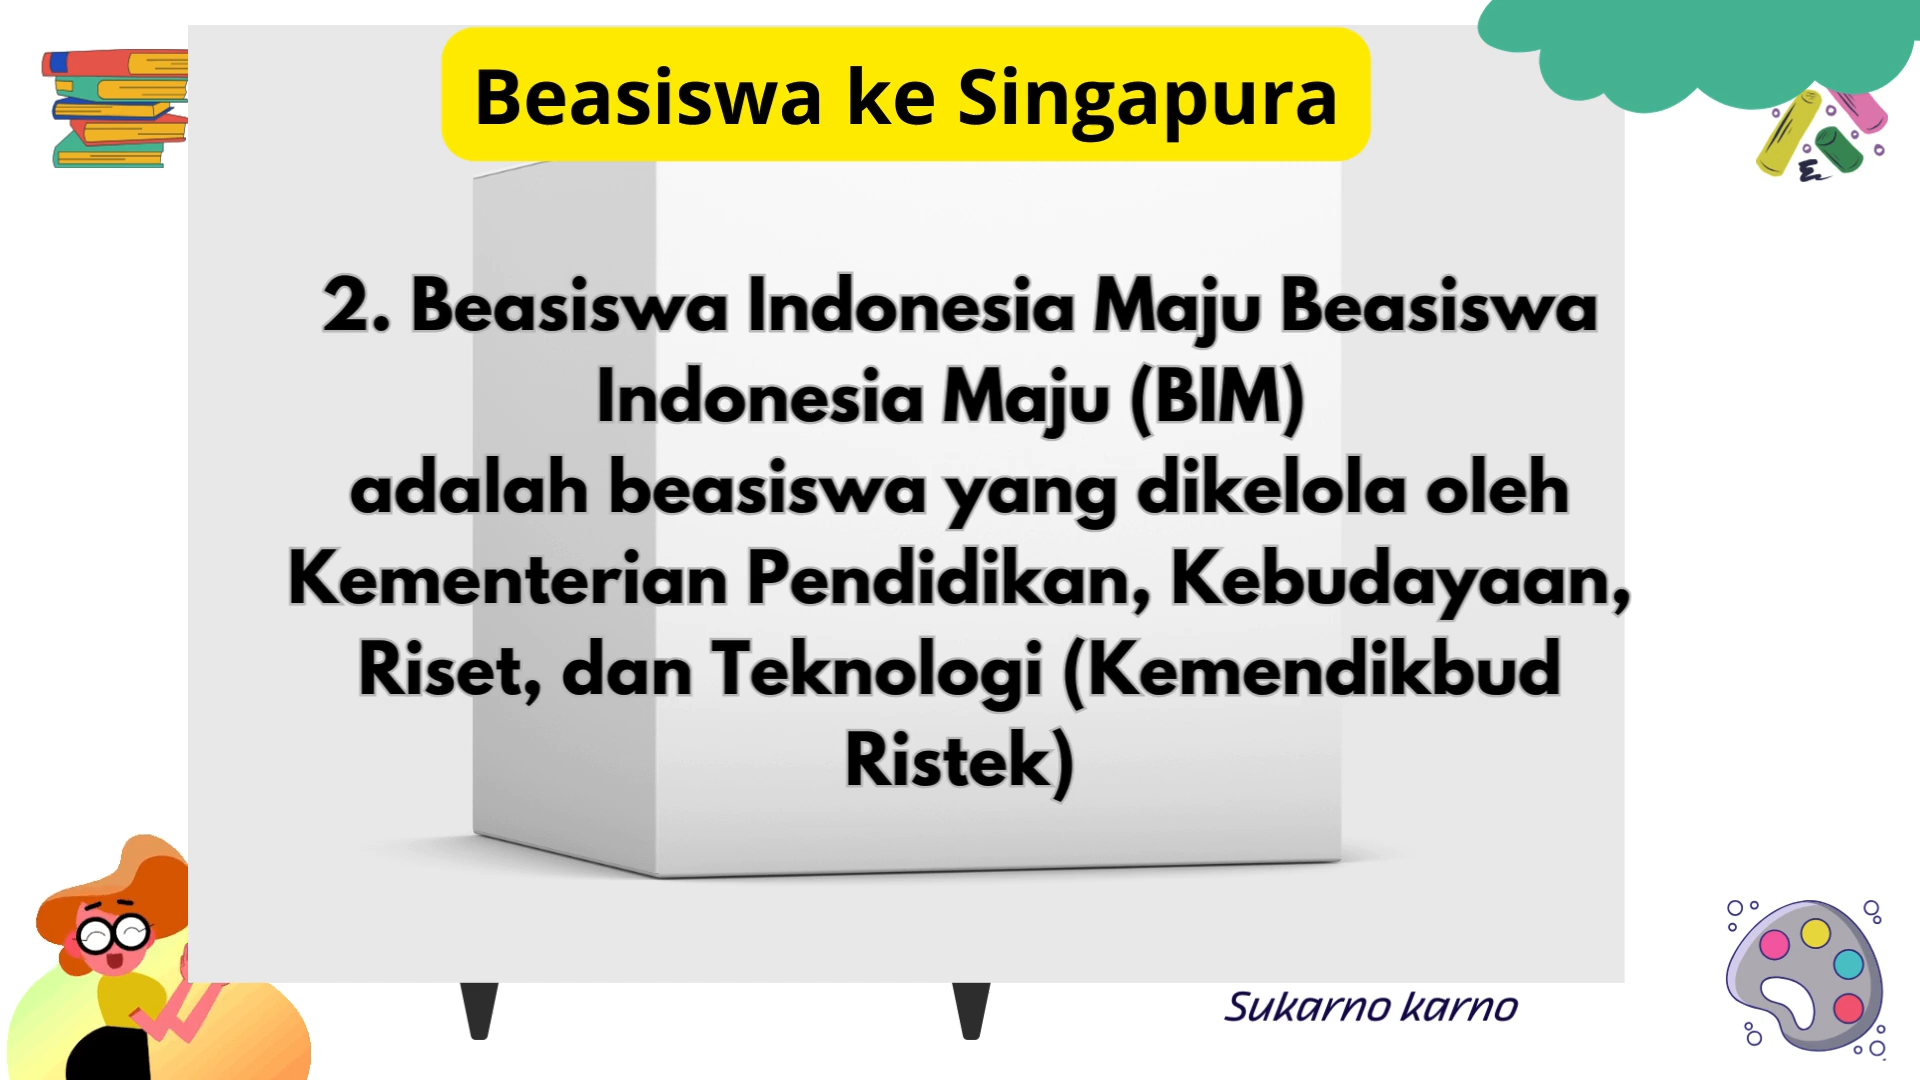 Beasiswa ke Singapura
2. Beasiswa Indonesia Maju Beasiswa
Indonesia Maju (BIM)
adalah beasiswa yang dikelola oleh
Kementerian Pendidikan, Kebudayaan,
Riset, dan Teknologi (Kemendikbud
Ristek)
Sukarno karno